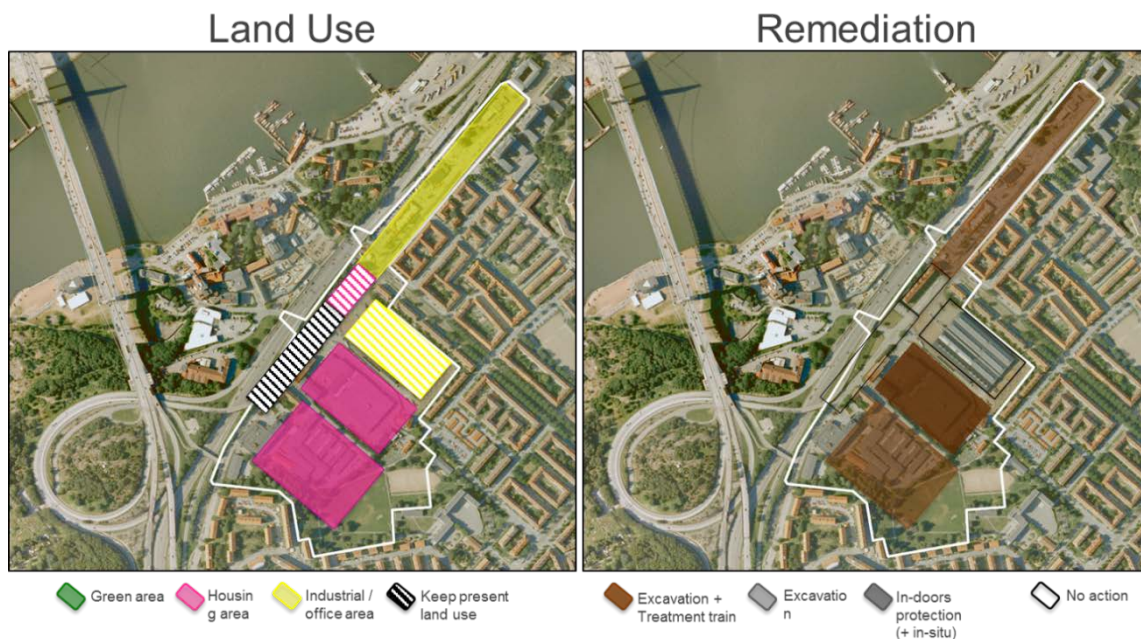 Land Use
Remediation
Green area
Housin
g area
Industrial /
office area
Keep present
land use
Excavation +
Treatment train
Excavatio
n
In-doors
protection
(+ in-situ)
No action